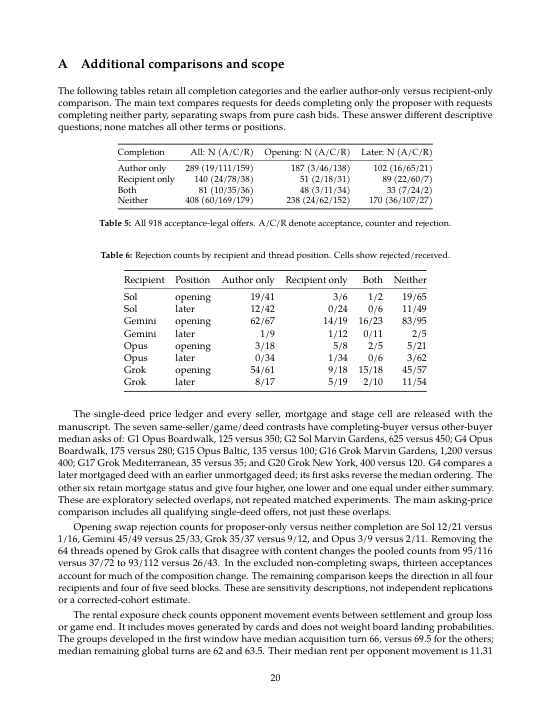 A Additional comparisons and scope
The following tables retain all completion categories and the earlier author-only versus recipient-only
comparison. The main text compares requests for deeds completing only the proposer with requests
completing neither party, separating swaps from pure cash bids. These answer different descriptive
questions; none matches all other terms or positions.
Completion All: N (A/C/R) Opening: N (A/C/R) Later: N (A/C/R)
Author only 289 (19/111/159) 187 (3/46/138) 102 (16/65/21)
Recipient only 140 (24/78/38) 51 (2/18/31) 89 (22/60/7)
Both 81 (10/35/36) 48 (3/11/34) 33 (7/24/2)
Neither 408 (60/169/179) 238 (24/62/152) 170 (36/107/27)
Table 5: All 918 acceptance-legal offers. A/C/R denote acceptance, counter and rejection.
Table 6: Rejection counts by recipient and thread position. Cells show rejected/received.
Recipient Position Author only Recipient only Both Neither
Sol opening 19/41 3/6 1/2 19/65
Sol later 12/42 0/24 0/6 11/49
Gemini opening 62/67 14/19 16/23 83/95
Gemini later 1/9 1/12 0/11 2/5
Opus opening 3/18 5/8 2/5 5/21
Opus later 0/34 1/34 0/6 3/62
Grok opening 54/61 9/18 15/18 45/57
Grok later 8/17 5/19 2/10 11/54
The single-deed price ledger and every seller, mortgage and stage cell are released with the
manuscript. The seven same-seller/game/deed contrasts have completing-buyer versus other-buyer
median asks of: G1 Opus Boardwalk, 125 versus 350; G2 Sol Marvin Gardens, 625 versus 450; G4 Opus
Boardwalk, 175 versus 280; G15 Opus Baltic, 135 versus 100; G16 Grok Marvin Gardens, 1,200 versus
400; G17 Grok Mediterranean, 35 versus 35; and G20 Grok New York, 400 versus 120. G4 compares a
later mortgaged deed with an earlier unmortgaged deed; its first asks reverse the median ordering. The
other six retain mortgage status and give four higher, one lower and one equal under either summary.
These are exploratory selected overlaps, not repeated matched experiments. The main asking-price
comparison includes all qualifying single-deed offers, not just these overlaps.
Opening swap rejection counts for proposer-only versus neither completion are Sol 12/21 versus
1/16, Gemini 45/49 versus 25/33, Grok 35/37 versus 9/12, and Opus 3/9 versus 2/11. Removing the
64 threads opened by Grok calls that disagree with content changes the pooled counts from 95/116
versus 37/72 to 93/112 versus 26/43. In the excluded non-completing swaps, thirteen acceptances
account for much of the composition change. The remaining comparison keeps the direction in all four
recipients and four of five seed blocks. These are sensitivity descriptions, not independent replications
or a corrected-cohort estimate.
The rental exposure check counts opponent movement events between settlement and group loss
or game end. It includes moves generated by cards and does not weight board landing probabilities.
The groups developed in the first window have median acquisition turn 66, versus 69.5 for the others;
median remaining global turns are 62 and 63.5. Their median rent per opponent movement is 11.31
20